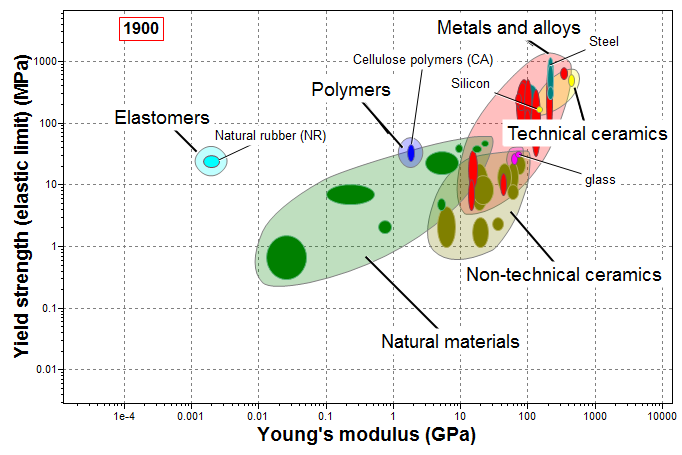 1900
Metals and alloys
Steel
Cellulose polymers (CA)
Silicon
Polymers
Elastomers
Natural rubber (NR)
Technical ceramics
glass
Non-technical ceramics
Natural materials
Yield strength (elastic limit) (MPa)
1000
100
10
1
0.1
0.01
1e-4
0.001
0.01
0.1
1
10
100
1000
10000
Young's modulus (GPa)